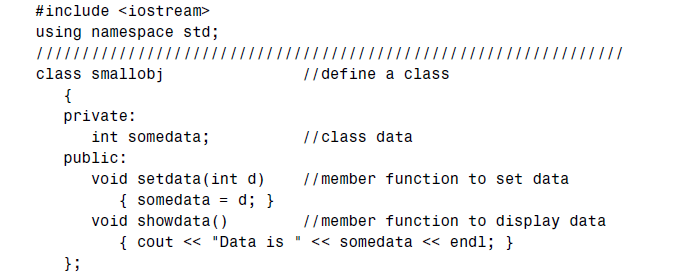 #include <iostream>
using namespace std;
////////////////////////////////////////////////////////////////
class smallobj //define a class
{
private:
int somedata; //class data
public:
void setdata(int d) //member function to set data
{ somedata = d; }
void showdata() //member function to display data
{ cout << "Data is " << somedata << endl; }
};